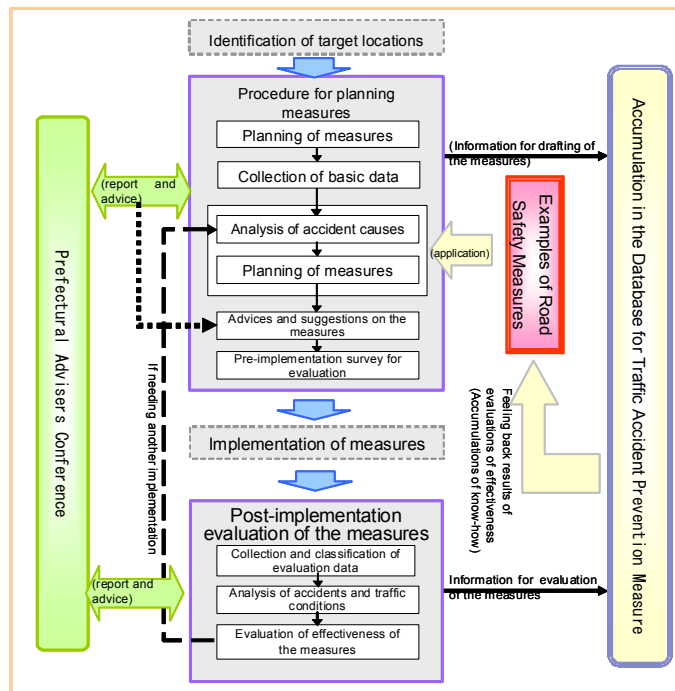 Identification of target locations
Procedure for planning
measures
Planning of measures
Collection of basic data
Analysis of accident causes
Planning of measures
Advices and suggestions on the
measures
Pre-implementation survey for
evaluation
(report and
advice)
Prefectural Advisers Conference
If needing another implementation
(Information for drafting of
the measures)
(application)
Examples of Road
Safety Measures
Accumulation in the Database for Traffic Accident Prevention Measure
Feeling back results of
evaluations of effectiveness
(Accumulations of know-how)
Implementation of measures
Post-implementation
evaluation of the measures
Collection and classification of
evaluation data
Analysis of accidents and traffic
conditions
Evaluation of effectiveness of
the measures
(report and
advice)
Information for evaluation
of the measures